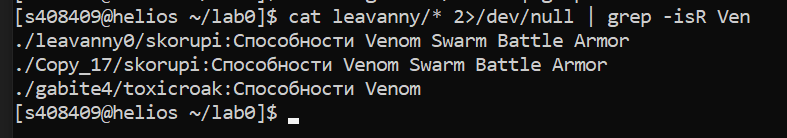 [s408409@helios ~/lab0]$ cat leavanny/* 2>/dev/null | grep -isR Ven
./leavanny0/skorupi:Способности Venom Swarm Battle Armor
./Copy_17/skorupi:Способности Venom Swarm Battle Armor
./gabite4/toxicroak:Способности Venom
[s408409@helios ~/lab0]$